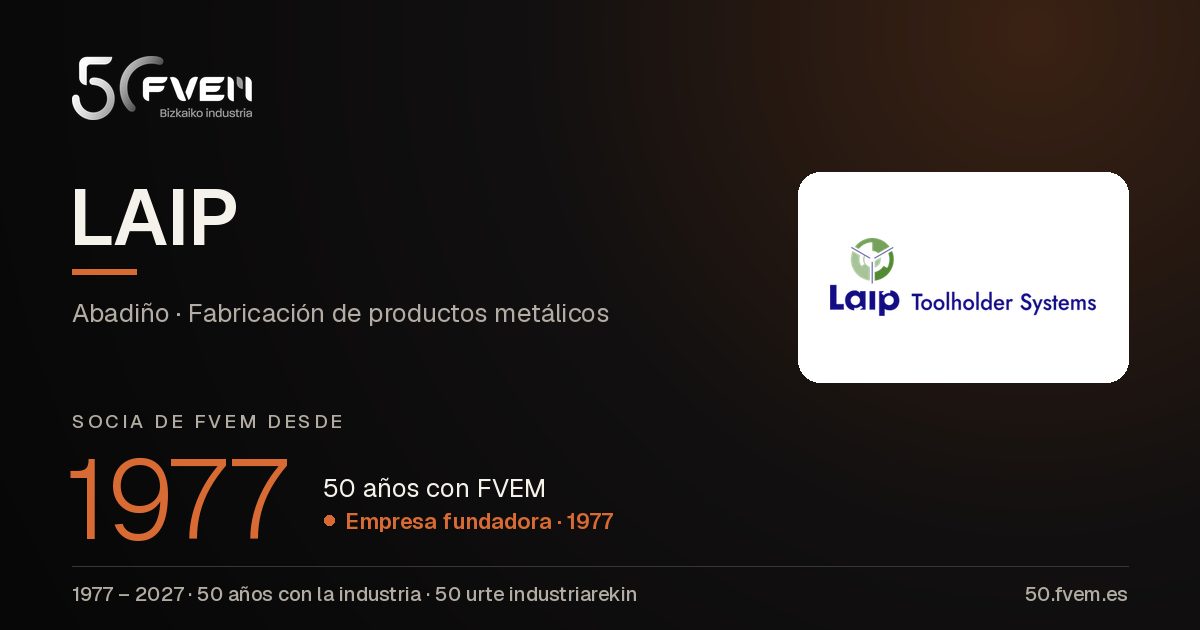 50 FVEM
Bizkaiko industria
LAIP
Abadiño · Fabricación de productos metálicos
Laip Toolholder Systems
SOCIA DE FVEM DESDE
1977
50 años con FVEM
Empresa fundadora · 1977
1977 – 2027 · 50 años con la industria · 50 urte industriarekin
50.fvem.es